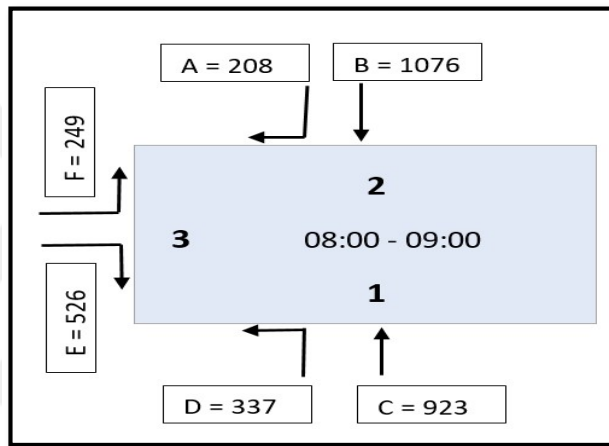 A = 208
B = 1076
F = 249
2
3
08:00 - 09:00
1
E = 526
D = 337
C = 923